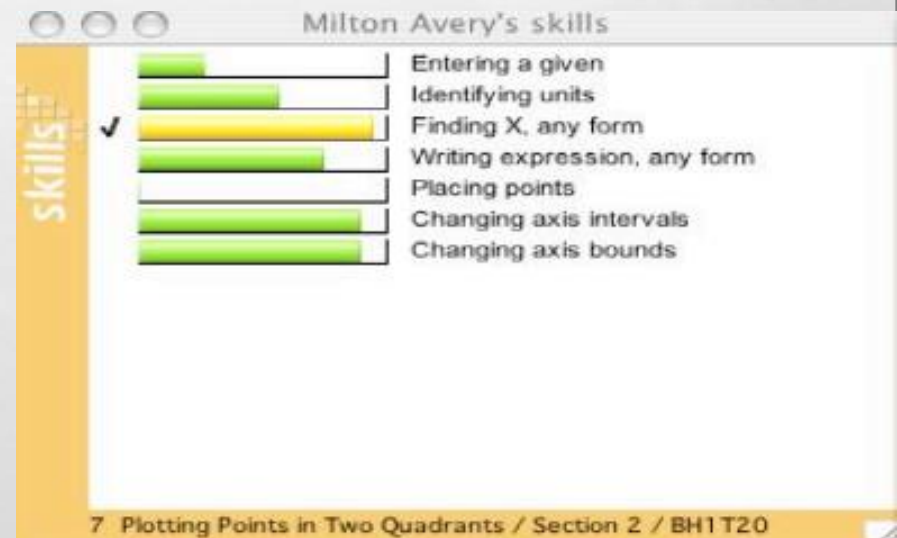 Milton Avery's skills
skills
Entering a given
Identifying units
Finding X, any form
Writing expression, any form
Placing points
Changing axis intervals
Changing axis bounds
7 Plotting Points in Two Quadrants / Section 2 / BH1T20